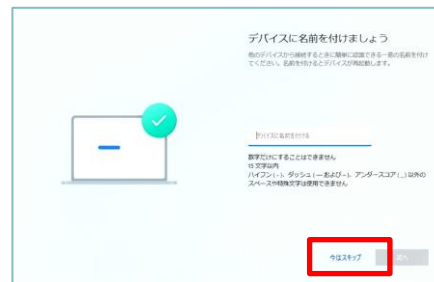 デバイスに名前を付けましょう
他のデバイスから接続するときに簡単に認識できる一意の名前を付け
てください。名前を付けるとデバイスが再起動します。
デバイスに名前を付ける
数字だけにすることはできません
15 文字以内
ハイフン (-)、ダッシュ (— および –)、アンダースコア (_) 以外の
スペースや特殊文字は使用できません
今はスキップ
次へ